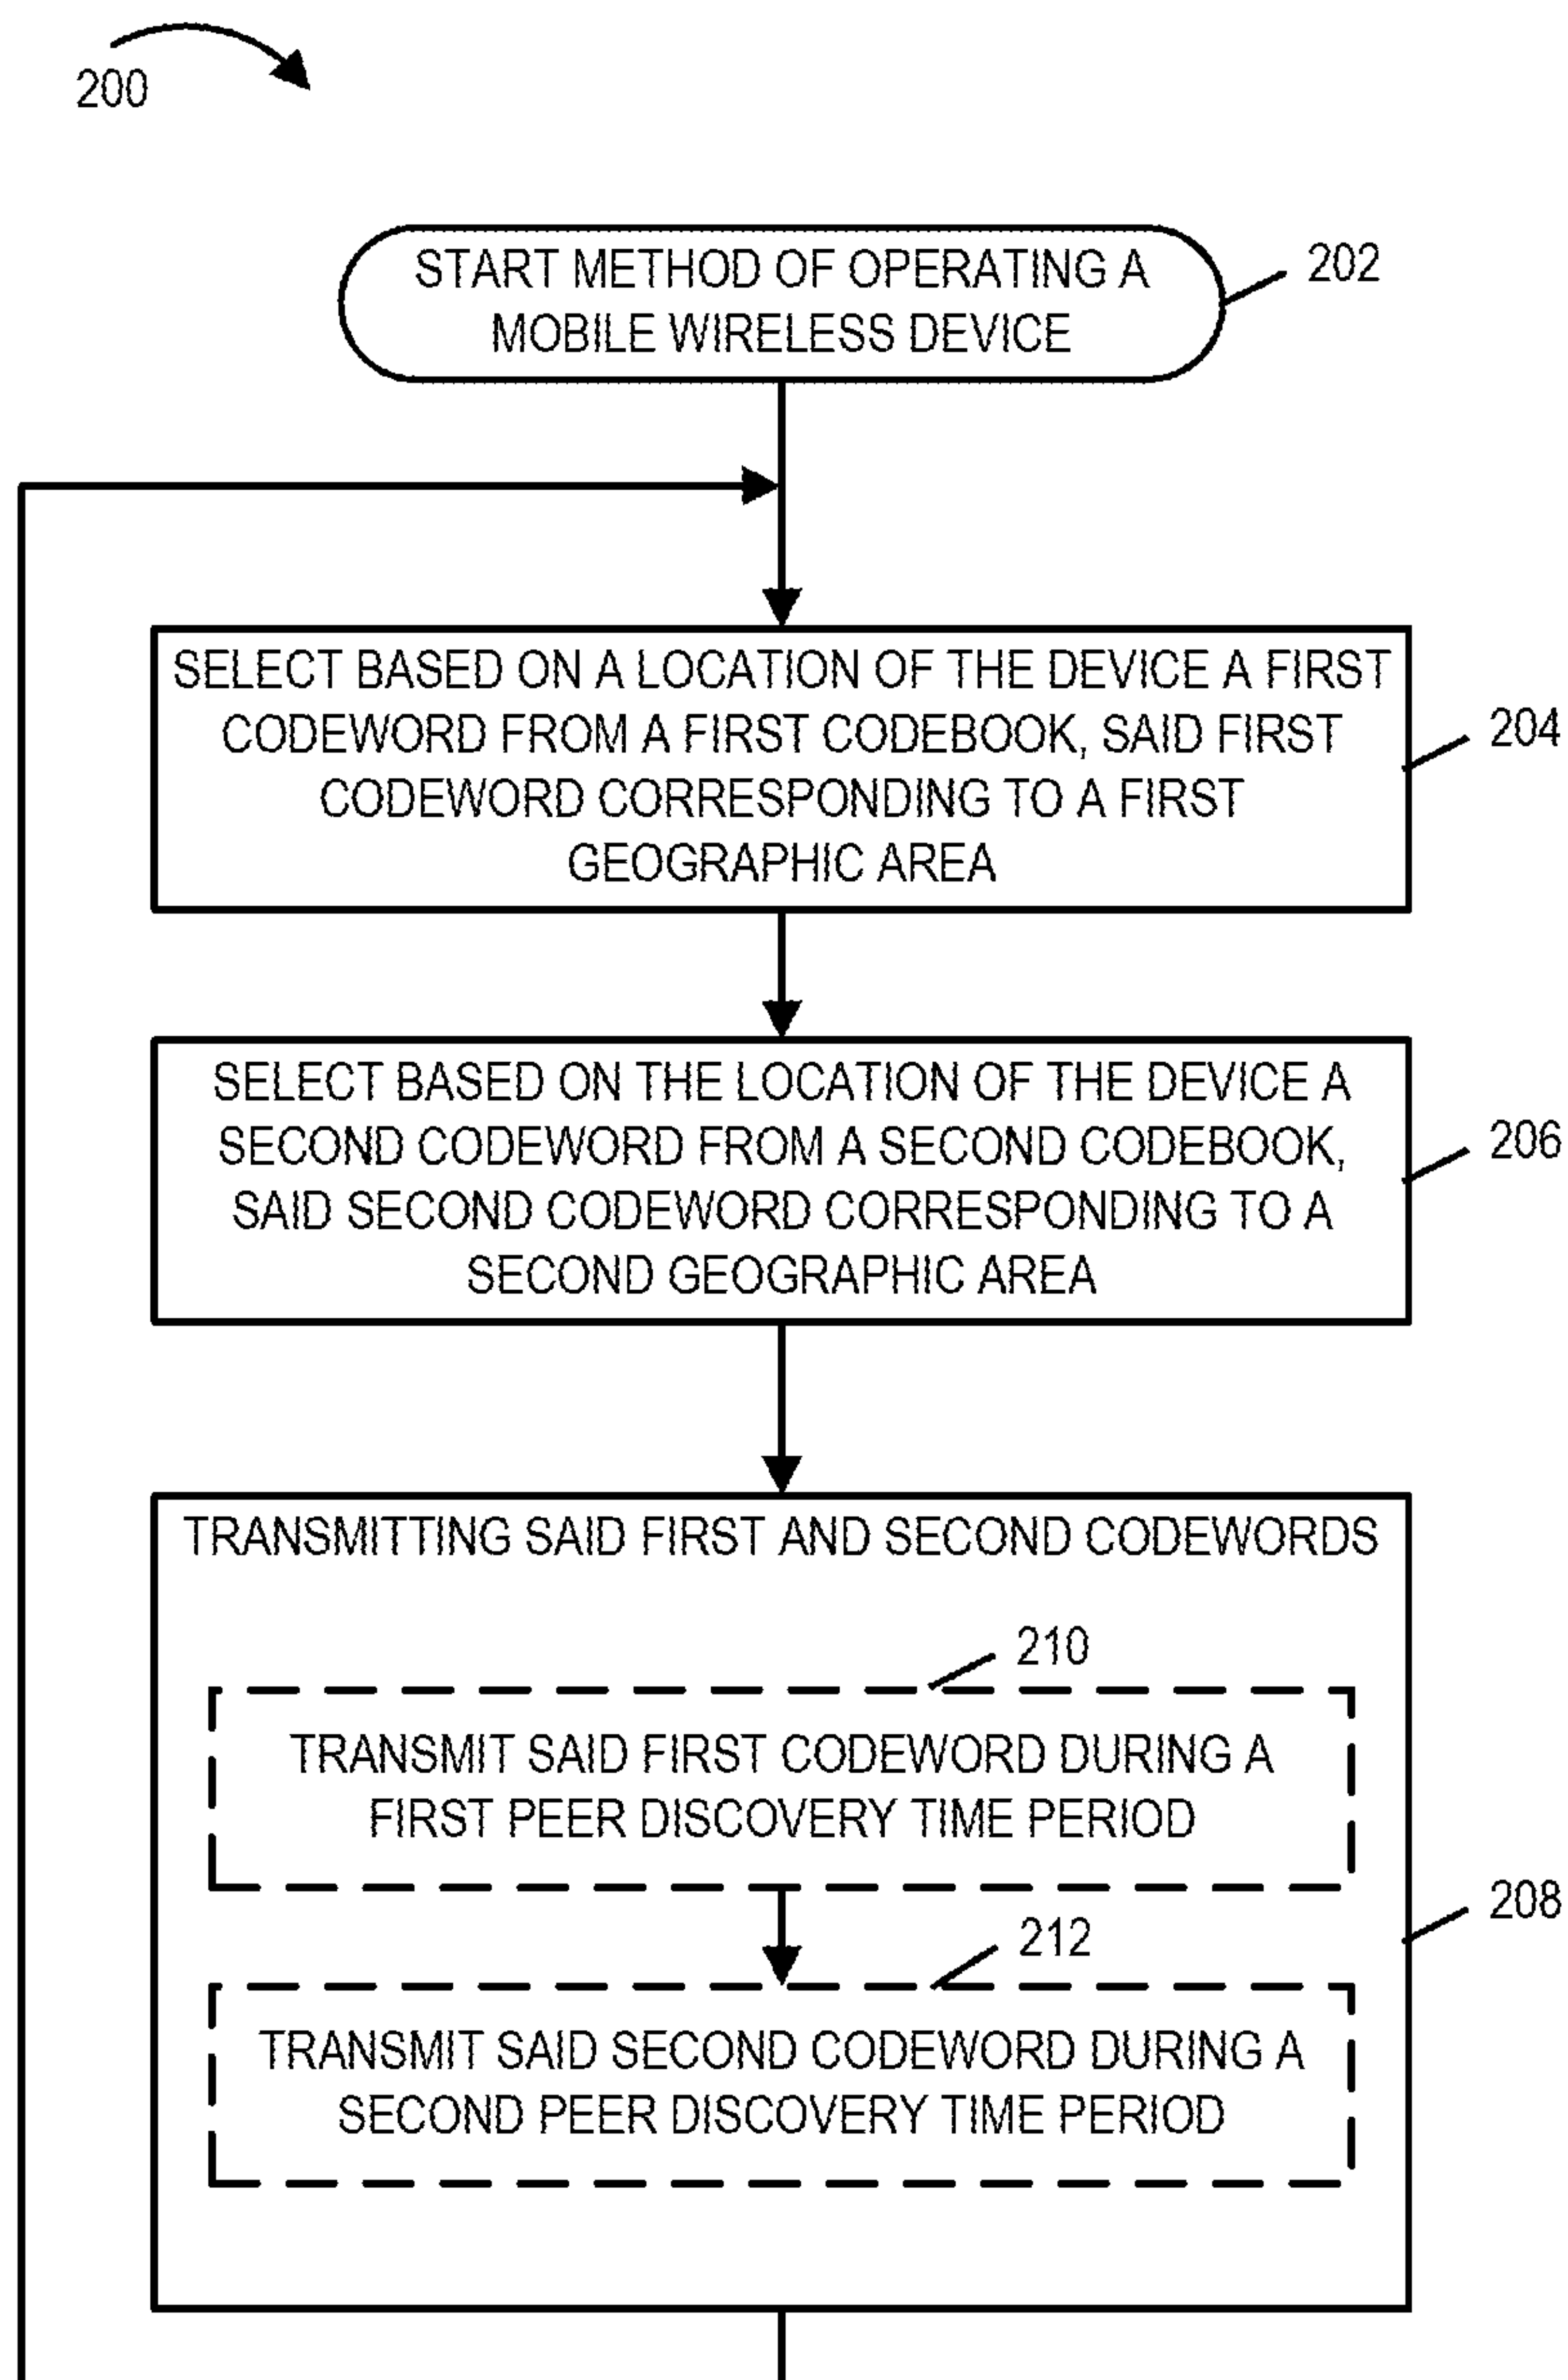 200
START METHOD OF OPERATING A
MOBILE WIRELESS DEVICE
202
SELECT BASED ON A LOCATION OF THE DEVICE A FIRST
CODEWORD FROM A FIRST CODEBOOK, SAID FIRST
CODEWORD CORRESPONDING TO A FIRST
GEOGRAPHIC AREA
204
SELECT BASED ON THE LOCATION OF THE DEVICE A
SECOND CODEWORD FROM A SECOND CODEBOOK,
SAID SECOND CODEWORD CORRESPONDING TO A
SECOND GEOGRAPHIC AREA
206
TRANSMITTING SAID FIRST AND SECOND CODEWORDS
210
TRANSMIT SAID FIRST CODEWORD DURING A
FIRST PEER DISCOVERY TIME PERIOD
208
212
TRANSMIT SAID SECOND CODEWORD DURING A
SECOND PEER DISCOVERY TIME PERIOD